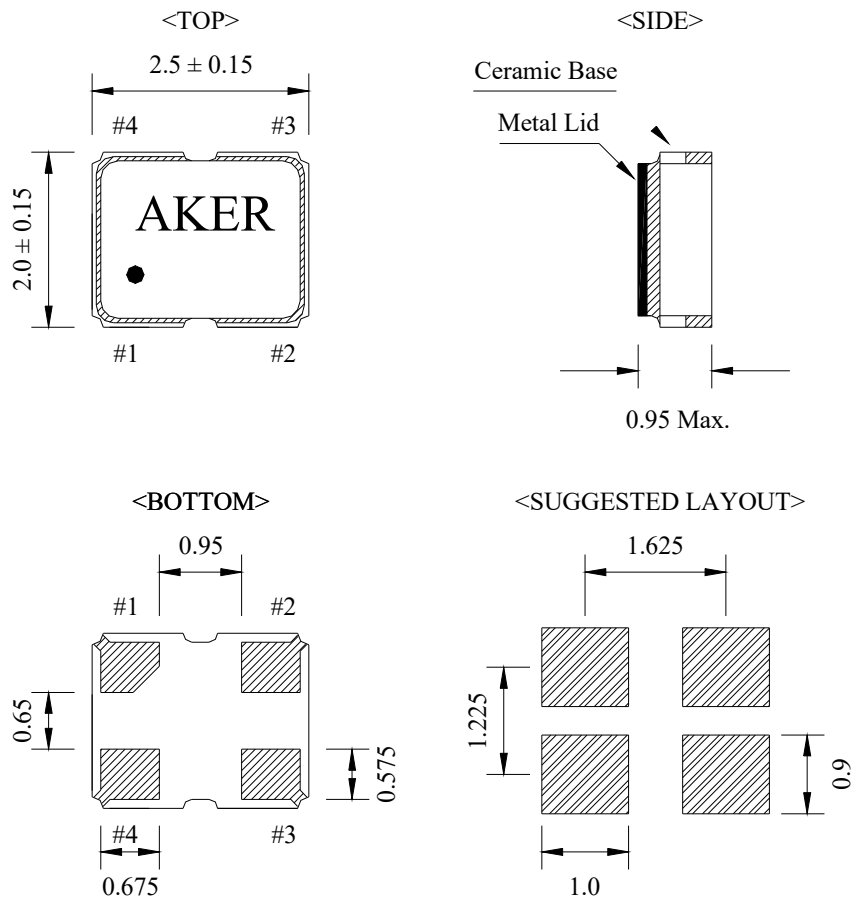 <TOP>
2.5 ± 0.15
#4 #3
2.0 ± 0.15
AKER
#1 #2
<SIDE>
Ceramic Base
Metal Lid
0.95 Max.
<BOTTOM>
0.95
#1 #2
0.65
0.575
#4 #3
0.675
<SUGGESTED LAYOUT>
1.625
1.225
0.9
1.0